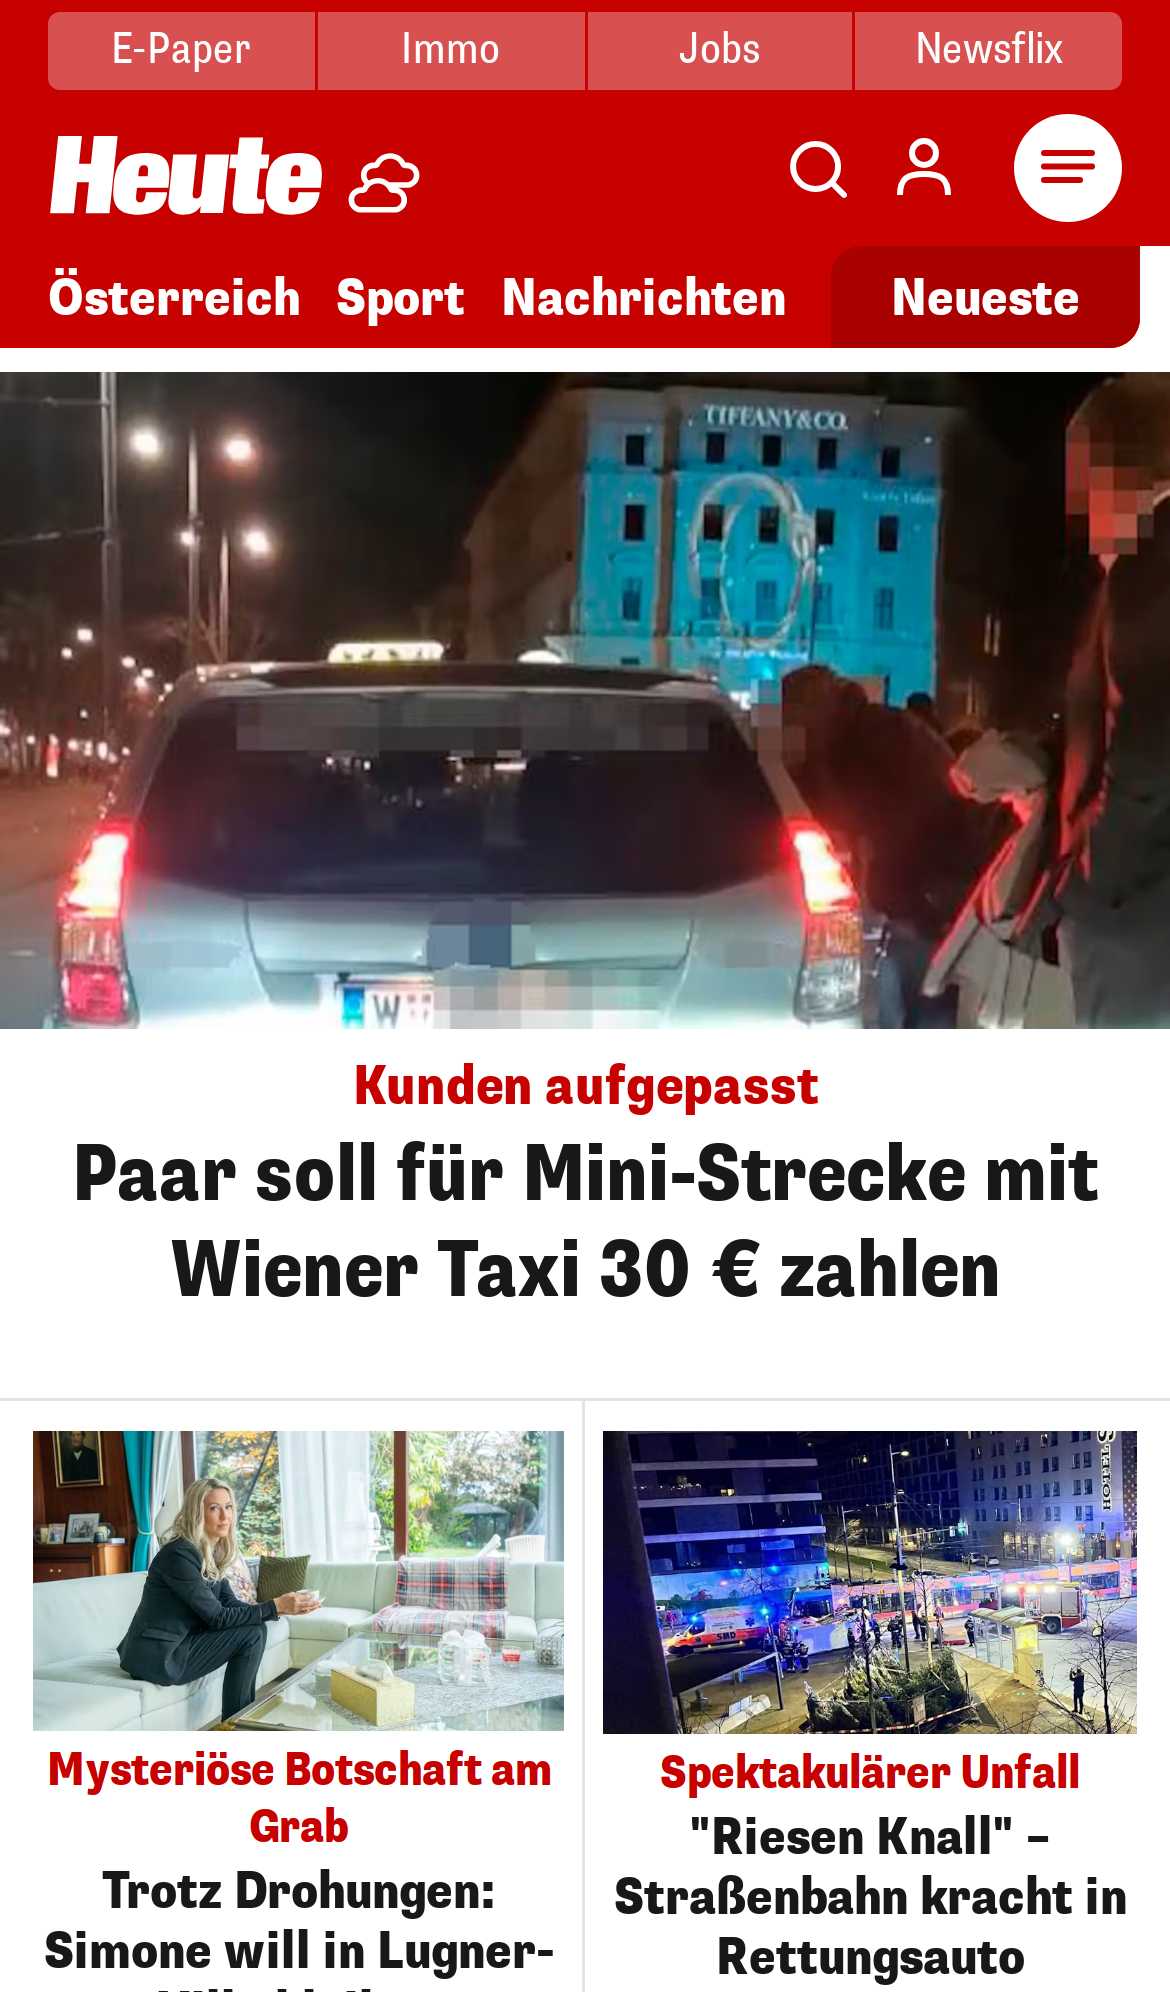 E-Paper
Immo
Jobs
Newsflix
Heute
Österreich
Sport
Nachrichten
Neueste
TIFFANY&CO.
W
Kunden aufgepasst
Paar soll für Mini-Strecke mit
Wiener Taxi 30 € zahlen
SMD
Mysteriöse Botschaft am
Grab
Trotz Drohungen:
Simone will in Lugner-
Spektakulärer Unfall
"Riesen Knall" –
Straßenbahn kracht in
Rettungsauto